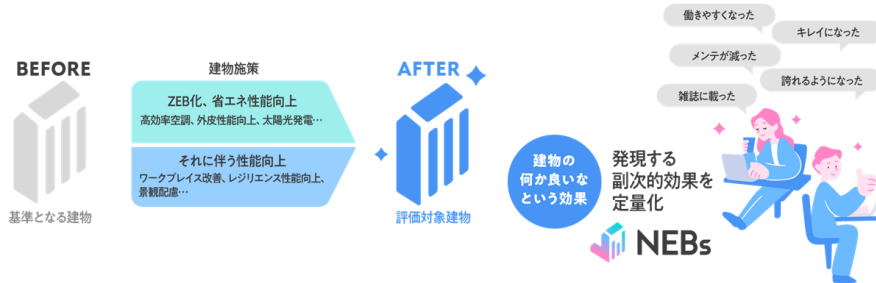 BEFORE
基準となる建物
建物施策
ZEB化、省エネ性能向上
高効率空調、外皮性能向上、太陽光発電…
それに伴う性能向上
ワークプレイス改善、レジリエンス性能向上、
景観配慮…
AFTER
評価対象建物
建物の
何か良いな
という効果
発現する
副次的効果を
定量化
NEBs
働きやすくなった
キレイになった
メンテが減った
誇れるようになった
雑誌に載った